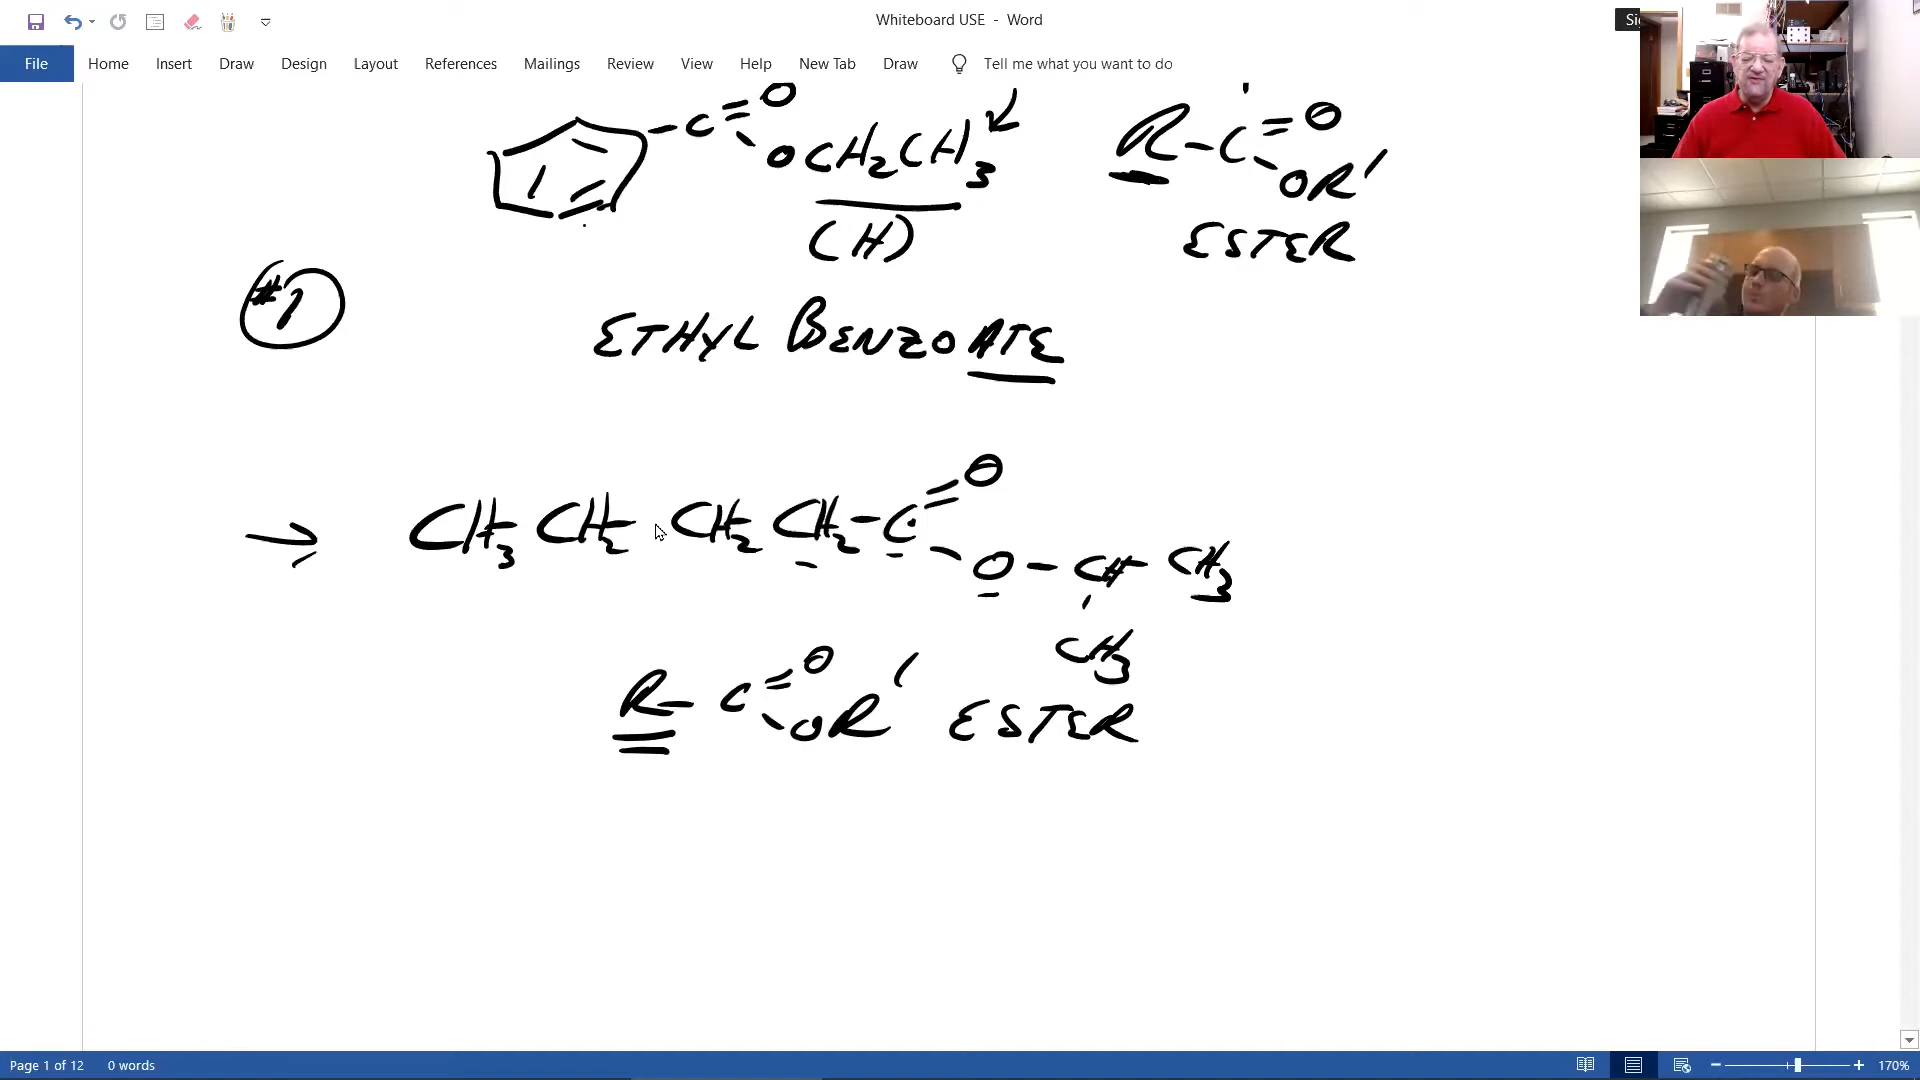 Whiteboard USE - Word
File Home Insert Draw Design Layout References Mailings Review View Help New Tab Draw Tell me what you want to do
C = O
OCH2CH3
(H)
R - C = O
OR'
ESTER
#1
ETHYL BENZOATE
→ CH3 CH2 CH2 CH2 - C = O
O - CH - CH3
CH3
R - C = O
OR' ESTER
Page 1 of 12 0 words 170%